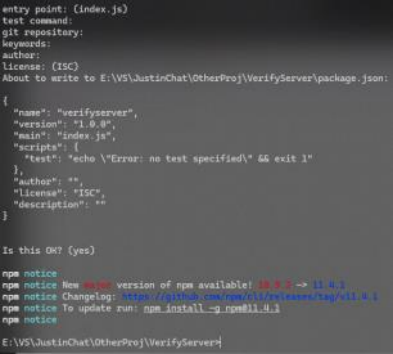 entry point: (index.js)
test command:
git repository:
keywords:
author:
license: (ISC)
About to write to E:\VS\JustinChat\OtherProj\VerifyServer\package.json:
{
"name": "verifyserver",
"version": "1.0.0",
"main": "index.js",
"scripts": {
"test": "echo \"Error: no test specified\" && exit 1"
},
"author": "",
"license": "ISC",
"description": ""
}
Is this OK? (yes)
npm notice
npm notice New major version of npm available! 10.9.2 -> 11.4.1
npm notice Changelog: https://github.com/npm/cli/releases/tag/v11.4.1
npm notice To update run: npm install -g npm@11.4.1
npm notice
E:\VS\JustinChat\OtherProj\VerifyServer>